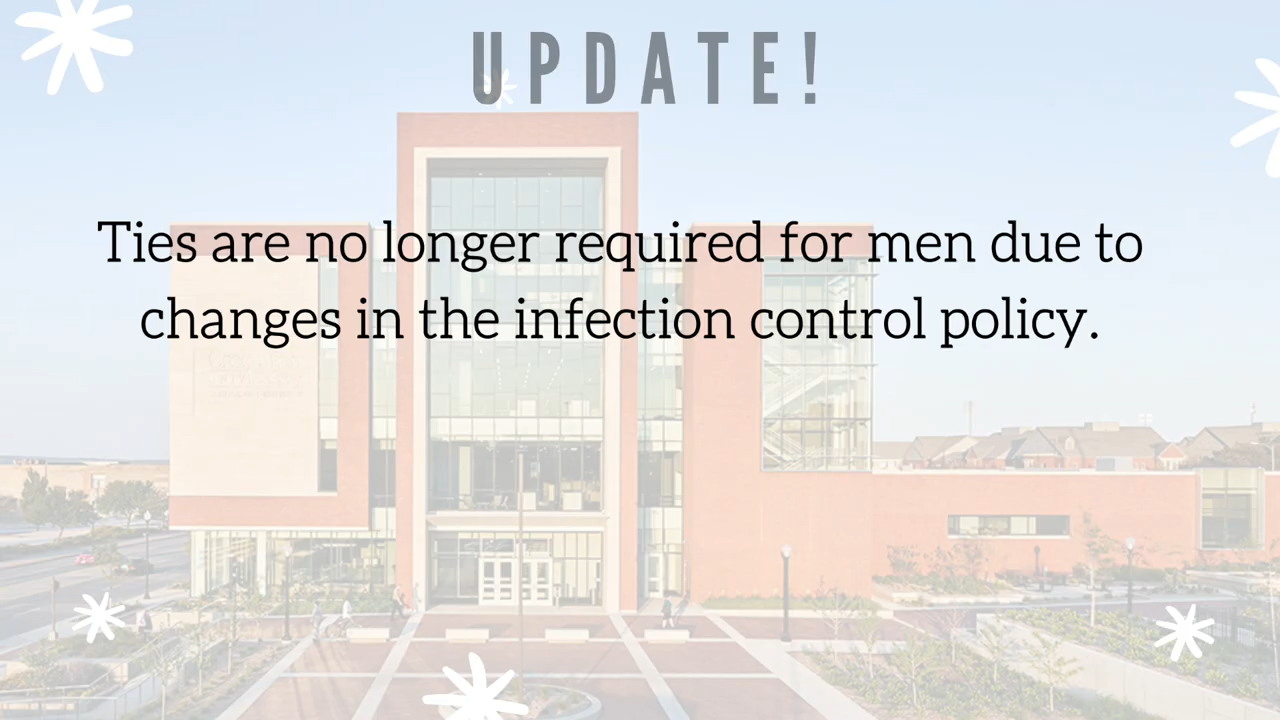 UPDATE!
Ties are no longer required for men due to
changes in the infection control policy.